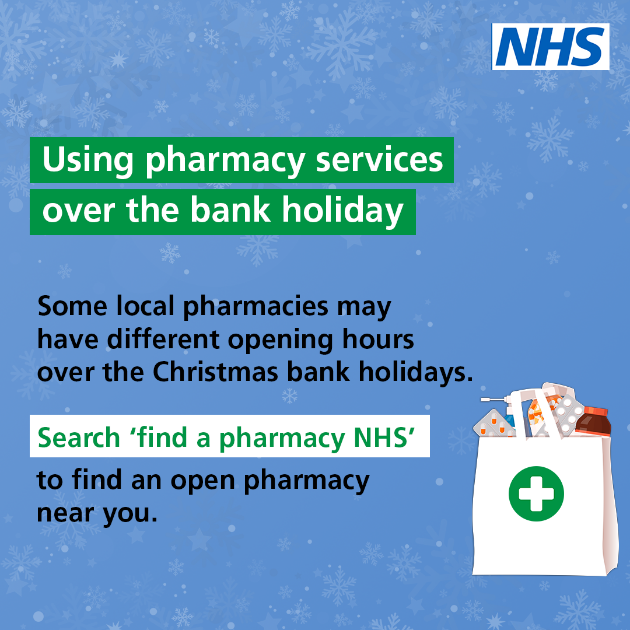 NHS
Using pharmacy services
over the bank holiday
Some local pharmacies may
have different opening hours
over the Christmas bank holidays.
Search ‘find a pharmacy NHS’
to find an open pharmacy
near you.